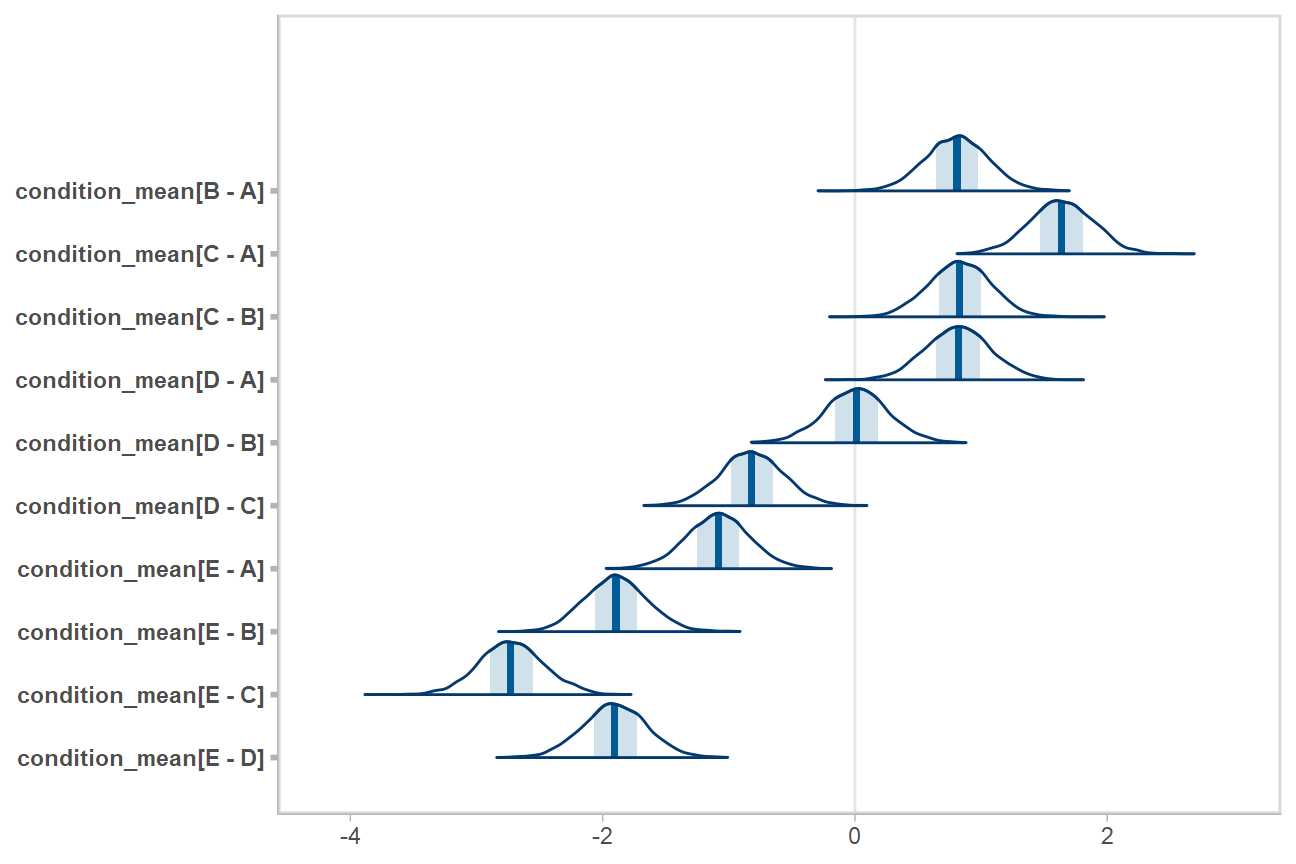 condition_mean[B - A]
condition_mean[C - A]
condition_mean[C - B]
condition_mean[D - A]
condition_mean[D - B]
condition_mean[D - C]
condition_mean[E - A]
condition_mean[E - B]
condition_mean[E - C]
condition_mean[E - D]
-4 -2 0 2